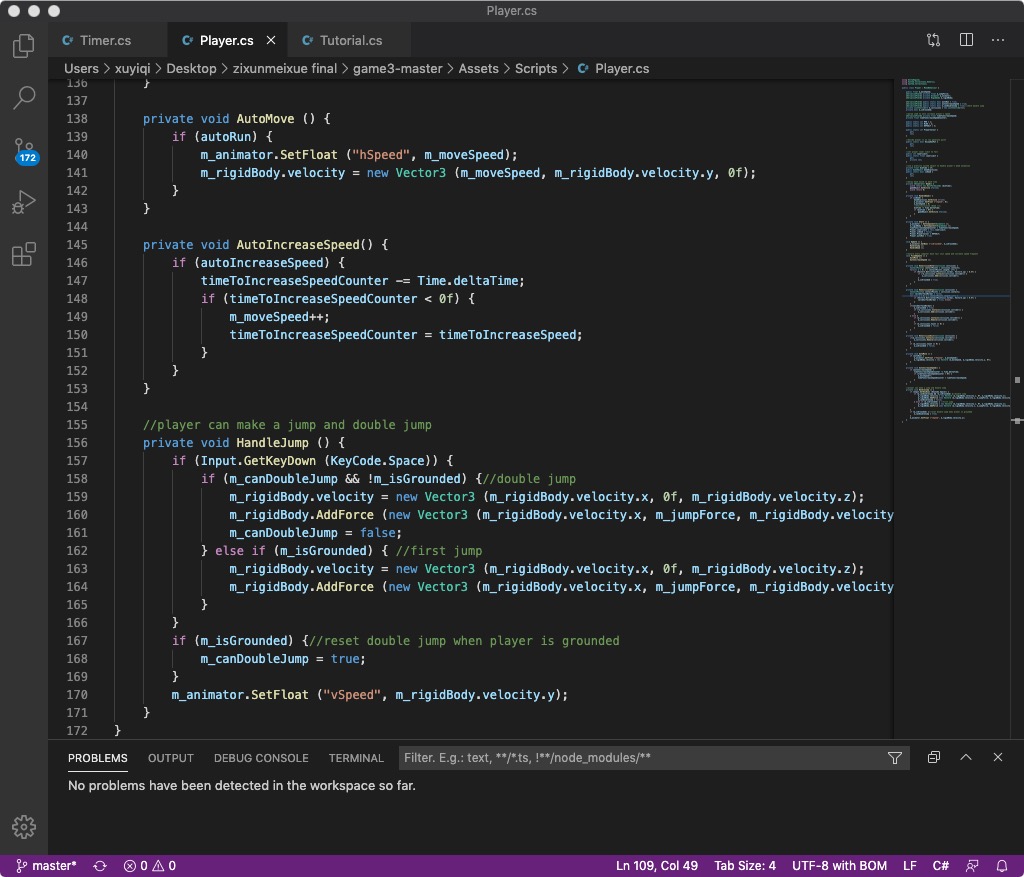 Player.cs
Timer.cs
Player.cs
Tutorial.cs
Users > xuyiqi > Desktop > zixunmeixue final > game3-master > Assets > Scripts > Player.cs
136 }
137
138 private void AutoMove () {
139 if (autoRun) {
140 m_animator.SetFloat ("hSpeed", m_moveSpeed);
141 m_rigidBody.velocity = new Vector3 (m_moveSpeed, m_rigidBody.velocity.y, 0f);
142 }
143 }
144
145 private void AutoIncreaseSpeed() {
146 if (autoIncreaseSpeed) {
147 timeToIncreaseSpeedCounter -= Time.deltaTime;
148 if (timeToIncreaseSpeedCounter < 0f) {
149 m_moveSpeed++;
150 timeToIncreaseSpeedCounter = timeToIncreaseSpeed;
151 }
152 }
153 }
154
155 //player can make a jump and double jump
156 private void HandleJump () {
157 if (Input.GetKeyDown (KeyCode.Space)) {
158 if (m_canDoubleJump && !m_isGrounded) {//double jump
159 m_rigidBody.velocity = new Vector3 (m_rigidBody.velocity.x, 0f, m_rigidBody.velocity.z);
160 m_rigidBody.AddForce (new Vector3 (m_rigidBody.velocity.x, m_jumpForce, m_rigidBody.velocity
161 m_canDoubleJump = false;
162 } else if (m_isGrounded) { //first jump
163 m_rigidBody.velocity = new Vector3 (m_rigidBody.velocity.x, 0f, m_rigidBody.velocity.z);
164 m_rigidBody.AddForce (new Vector3 (m_rigidBody.velocity.x, m_jumpForce, m_rigidBody.velocity
165 }
166 }
167 if (m_isGrounded) {//reset double jump when player is grounded
168 m_canDoubleJump = true;
169 }
170 m_animator.SetFloat ("vSpeed", m_rigidBody.velocity.y);
171 }
172 }
172
PROBLEMS OUTPUT DEBUG CONSOLE TERMINAL Filter. E.g.: text, **/*.ts, !**/node_modules/**
No problems have been detected in the workspace so far.
master* 0 0 Ln 109, Col 49 Tab Size: 4 UTF-8 with BOM LF C#